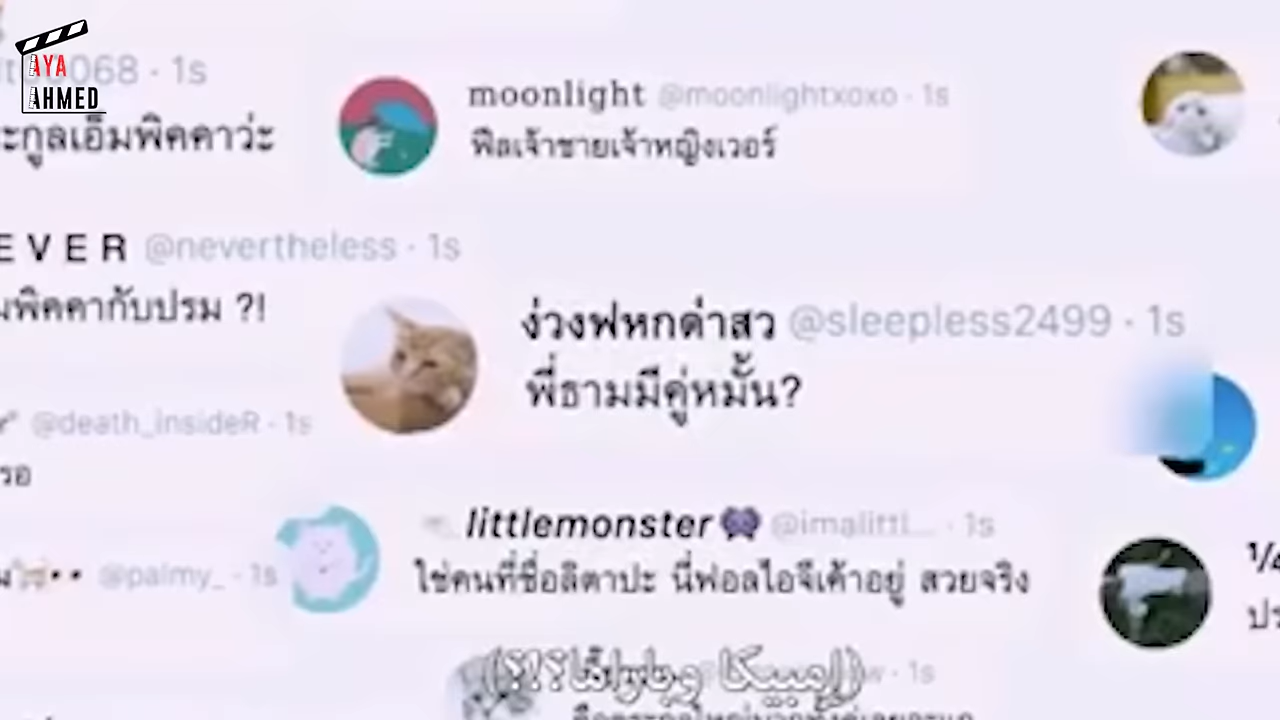 AYA
AHMED
0068 · 1s
ะกูลเอ็มพิคคาว่ะ
moonlight @moonlightxoxo · 1s
ฟีลเจ้าชายเจ้าหญิงเวอร์
EVER @nevertheless · 1s
มพิคคากับปรม ?!
ง่วงฟหกด่าสว @sleepless2499 · 1s
พี่ธามมีคู่หมั้น?
@death_insideR · 1s
รอ
littlemonster @imalittl... · 1s
ใช่คนที่ชื่อลิตาปะ นี่ฟอลไอจีเค้าอยู่ สวยจริง
@palmy_ · 1s
· 1s